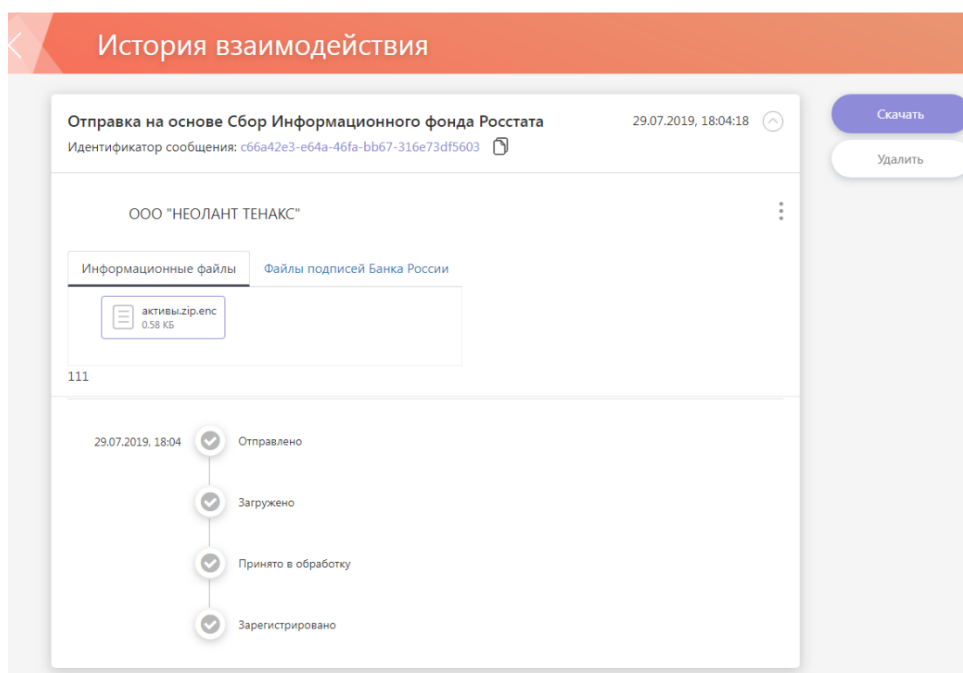 История взаимодействия
Отправка на основе Сбор Информационного фонда Росстата
29.07.2019, 18:04:18
Идентификатор сообщения: c66a42e3-e64a-46fa-bb67-316e73df5603
Скачать
Удалить
ООО "НЕОЛАНТ ТЕНАКС"
Информационные файлы
Файлы подписей Банка России
активы.zip.enc
0.58 КБ
111
29.07.2019, 18:04
Отправлено
Загружено
Принято в обработку
Зарегистрировано